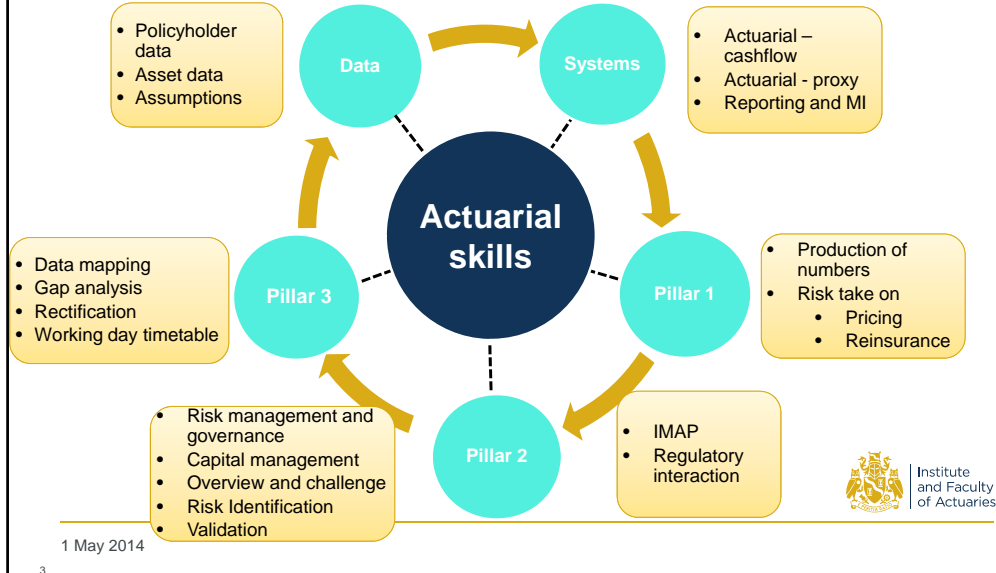 • Policyholder
data
• Asset data
• Assumptions
Data
Systems
• Actuarial –
cashflow
• Actuarial - proxy
• Reporting and MI
Actuarial
skills
• Data mapping
• Gap analysis
• Rectification
• Working day timetable
Pillar 3
Pillar 1
• Production of
numbers
• Risk take on
• Pricing
• Reinsurance
• Risk management and
governance
• Capital management
• Overview and challenge
• Risk Identification
• Validation
Pillar 2
• IMAP
• Regulatory
interaction
Institute
and Faculty
of Actuaries
1 May 2014
3